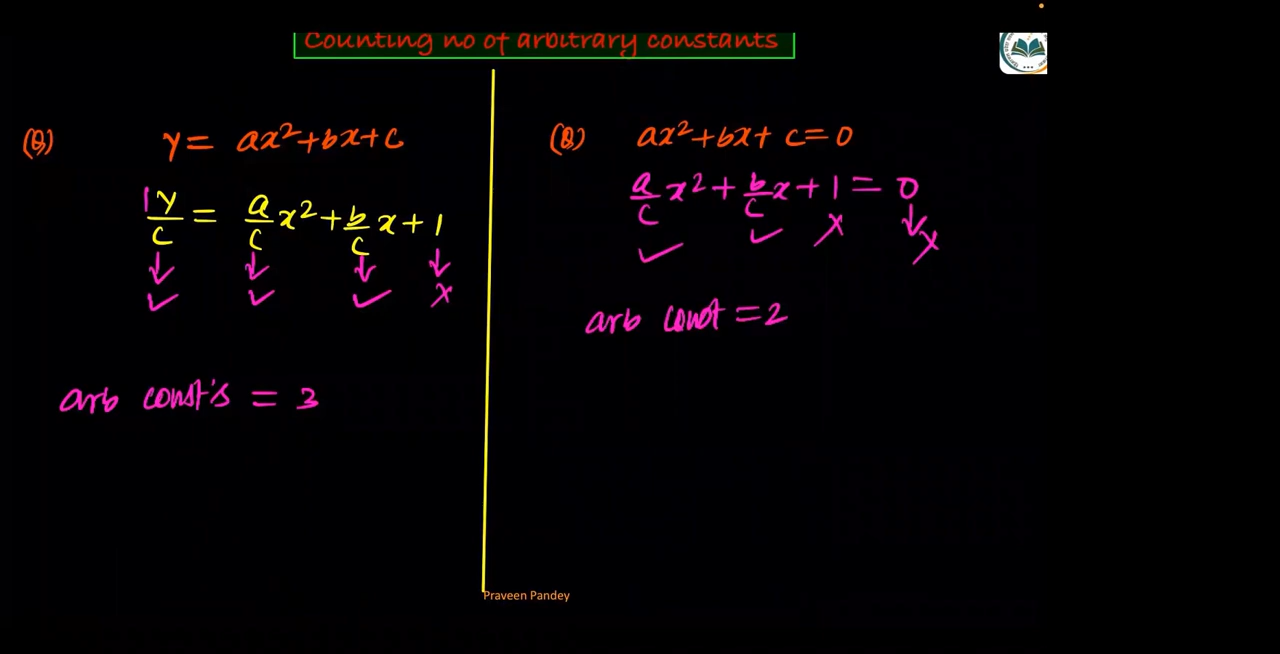 Counting no of arbitrary constants
(Q) y = ax²+bx+c
1y/c = a/c x² + b/c x + 1
↓ ↓ ↓ ↓
✓ ✓ ✓ x
arb const's = 3
(Q) ax²+bx+ c=0
a/c x² + b/c x + 1 = 0
✓ ✓ x ↓x
arb const = 2
Praveen Pandey